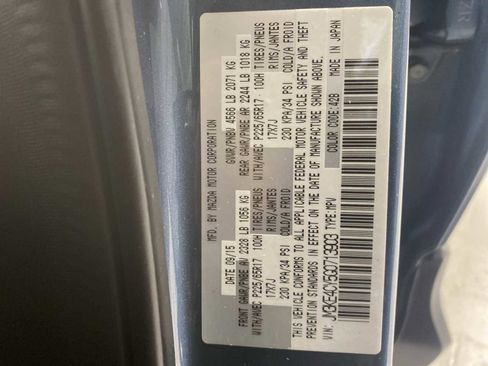 MFD. BY MAZDA MOTOR CORPORATION
DATE 09/15 GVWR/PNBV 4566 LB 2071 KG
FRONT GAWR/PNBE AV 2328 LB 1056 KG REAR GAWR/PNBE AR 2244 LB 1018 KG
WITH/AVEC P225/65R17 100H TIRES/PNEUS WITH/AVEC P225/65R17 100H TIRES/PNEUS
17X7J RIMS/JANTES 17X7J RIMS/JANTES
230 KPA/34 PSI COLD/A FROID 230 KPA/34 PSI COLD/A FROID
THIS VEHICLE CONFORMS TO ALL APPLICABLE FEDERAL MOTOR VEHICLE SAFETY AND THEFT
PREVENTION STANDARDS IN EFFECT ON THE DATE OF MANUFACTURE SHOWN ABOVE.
VIN: JM3KE4CY5G0713903 TYPE:MPV COLOR CODE:42B MADE IN JAPAN